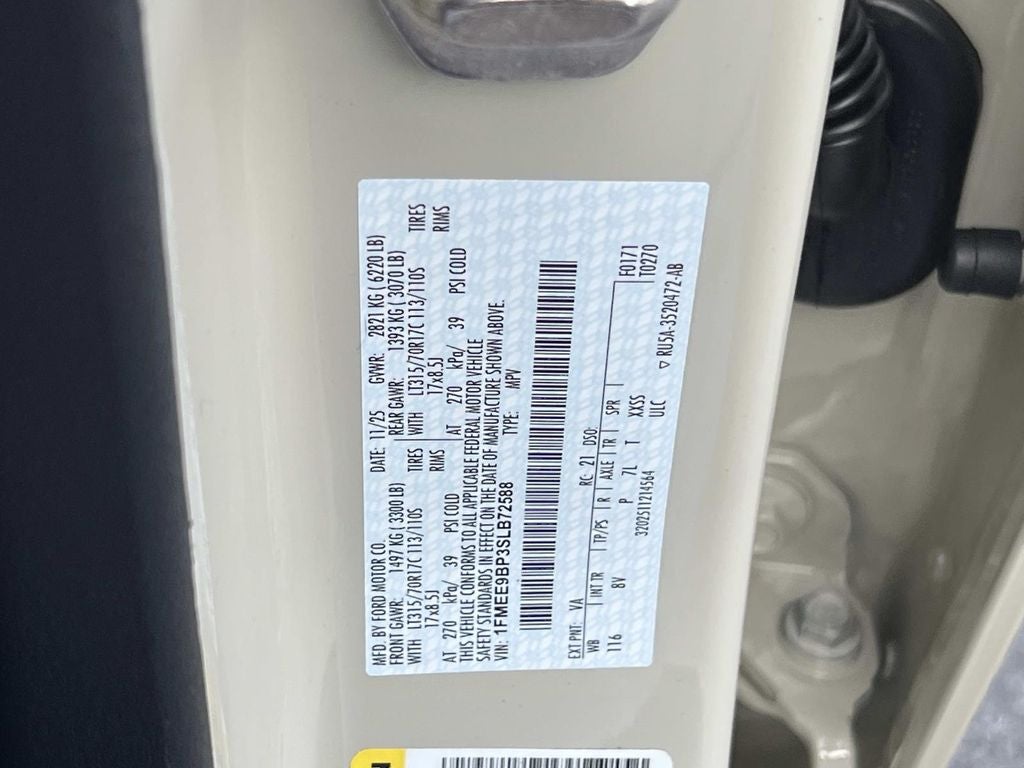 MFD. BY FORD MOTOR CO. DATE: 11/25 GVWR: 2821 KG ( 6220 LB)
FRONT GAWR: 1497 KG ( 3300 LB) REAR GAWR: 1393 KG ( 3070 LB)
WITH LT315/70R17C 113/110S TIRES WITH LT315/70R17C 113/110S TIRES
17x8.5J RIMS 17x8.5J RIMS
AT 270 kPa/ 39 PSI COLD AT 270 kPa/ 39 PSI COLD
THIS VEHICLE CONFORMS TO ALL APPLICABLE FEDERAL MOTOR VEHICLE
SAFETY STANDARDS IN EFFECT ON THE DATE OF MANUFACTURE SHOWN ABOVE.
VIN: 1FMEE9BP3SLB72588 TYPE: MPV
EXT PNT: VA RC: 21 DSO: F0171
WB INT TR TP/PS R AXLE TR SPR T0270
116 8V P 7L T XXSS
3202511214564 ULC ▽ RU5A-3520472-AB